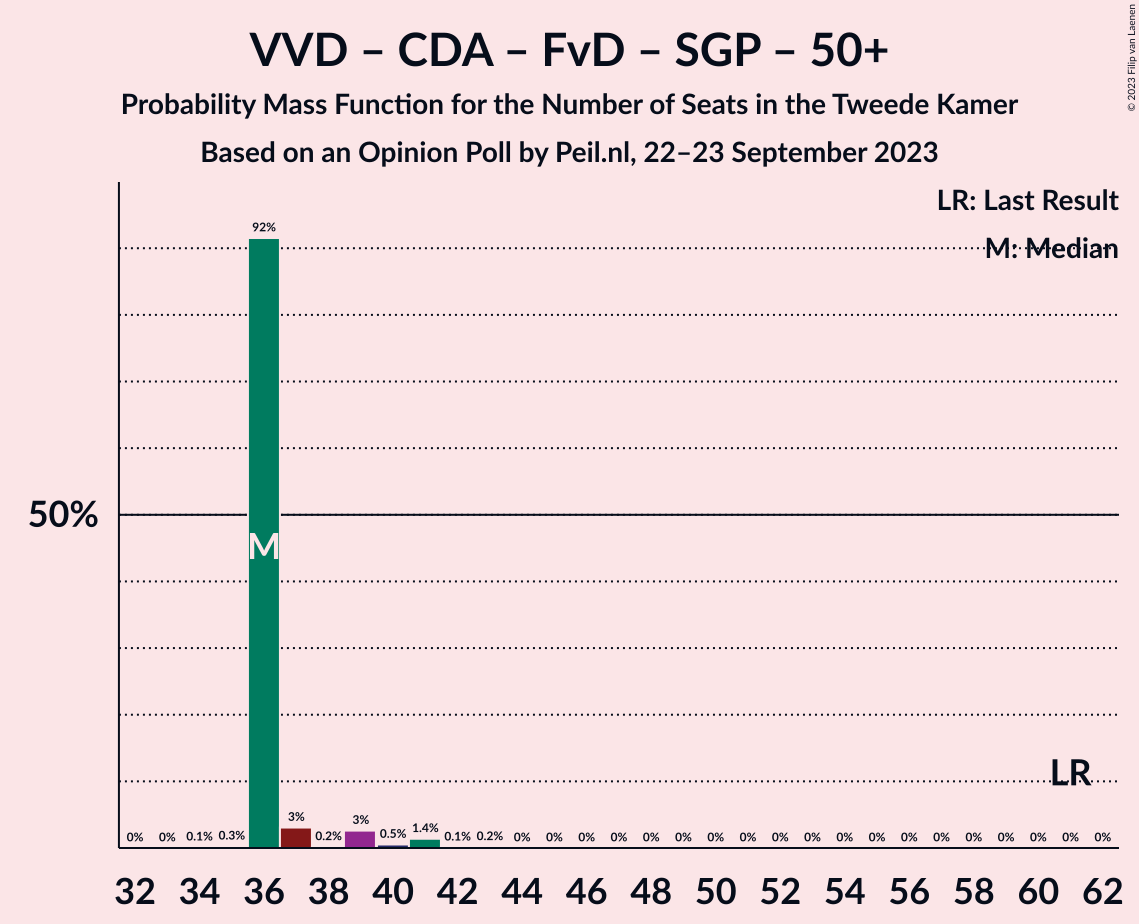 VVD – CDA – FvD – SGP – 50+
Probability Mass Function for the Number of Seats in the Tweede Kamer
Based on an Opinion Poll by Peil.nl, 22–23 September 2023
© 2023 Filip van Laenen
LR: Last Result
M: Median
92%
50%
M
LR
0% 0% 0.1% 0.3% 3% 0.2% 3% 0.5% 1.4% 0.1% 0.2% 0% 0% 0% 0% 0% 0% 0% 0% 0% 0% 0% 0% 0% 0% 0% 0% 0% 0% 0%
32 34 36 38 40 42 44 46 48 50 52 54 56 58 60 62